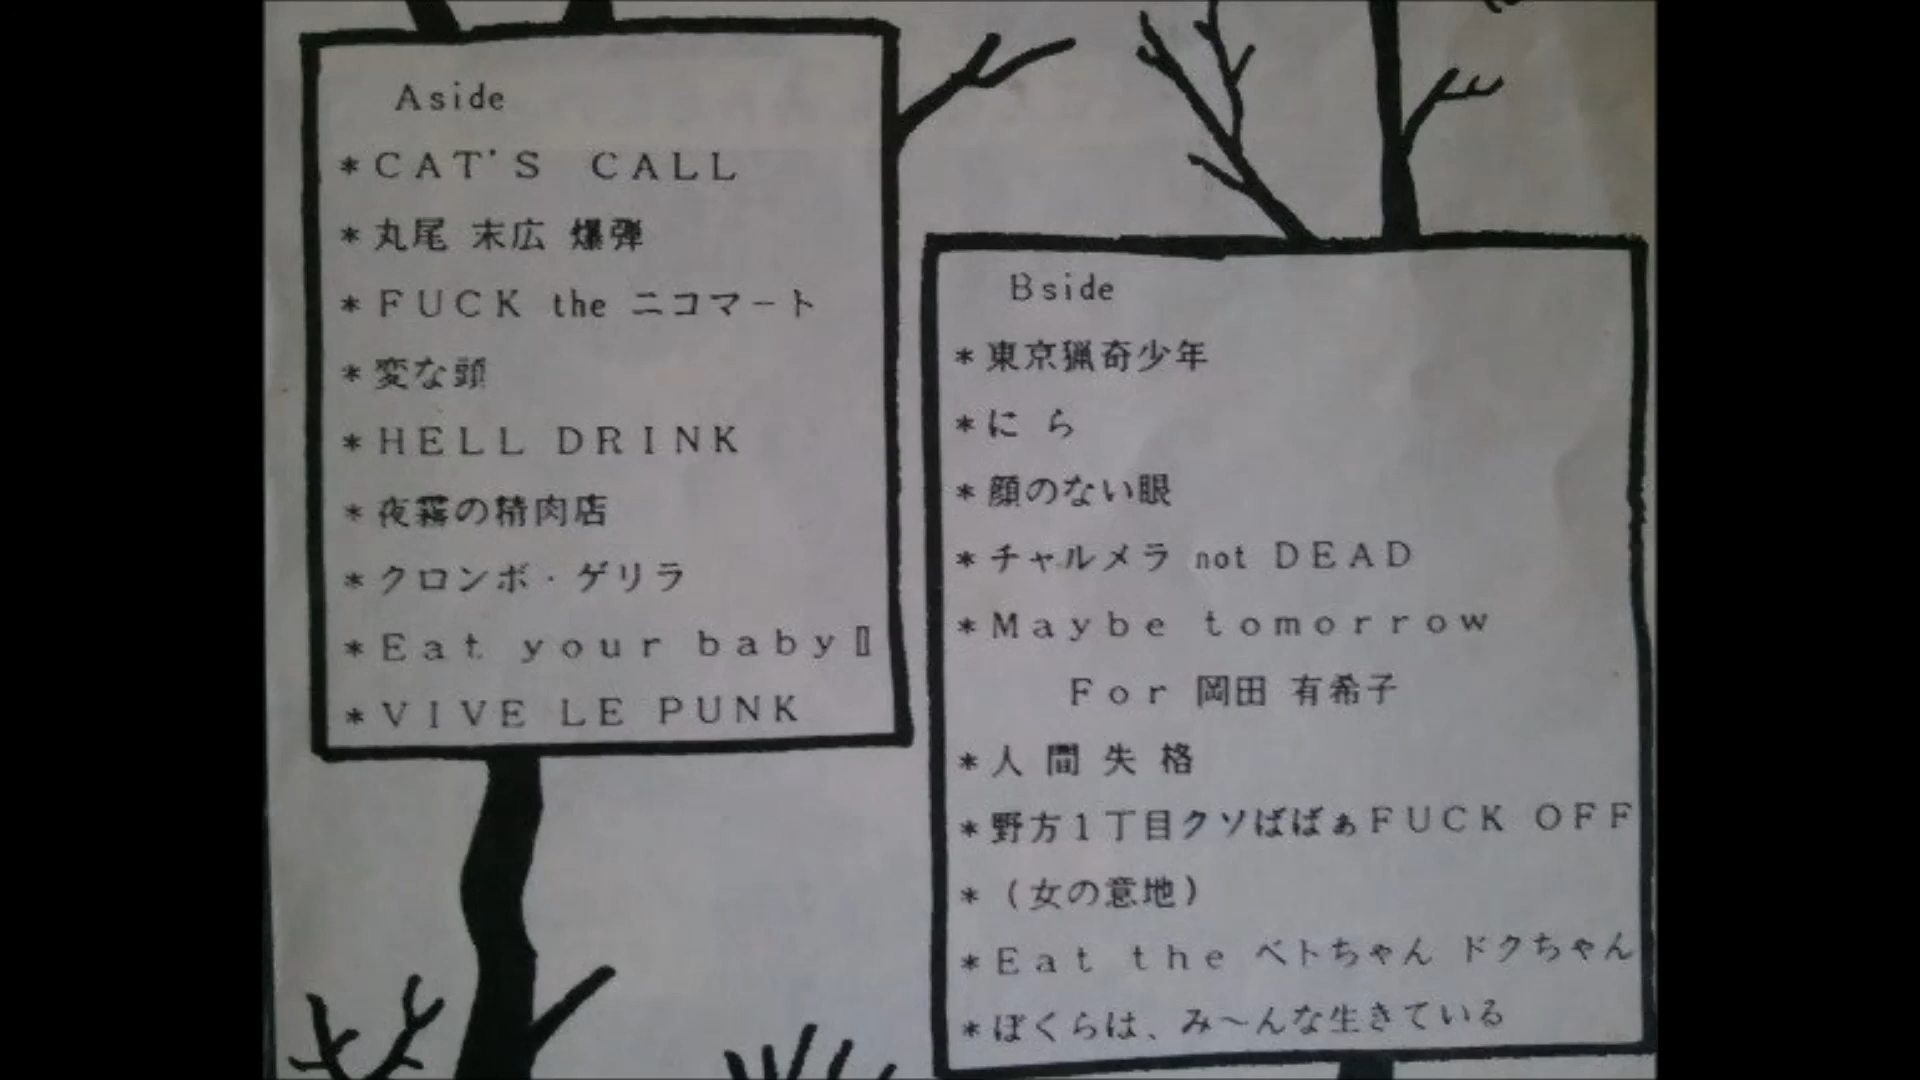 Aside
*CAT'S CALL
*丸尾 末広 爆弾
*FUCK the ニコマート
*変な頭
*HELL DRINK
*夜霧の精肉店
*クロンボ・ゲリラ
*Eat your baby▯
*VIVE LE PUNK
Bside
*東京猟奇少年
*にら
*顔のない眼
*チャルメラ not DEAD
*Maybe tomorrow
For 岡田 有希子
*人間失格
*野方1丁目クソばばぁFUCK OFF
*(女の意地)
*Eat the ベトちゃん ドクちゃん
*ぼくらは、み〜んな生きている